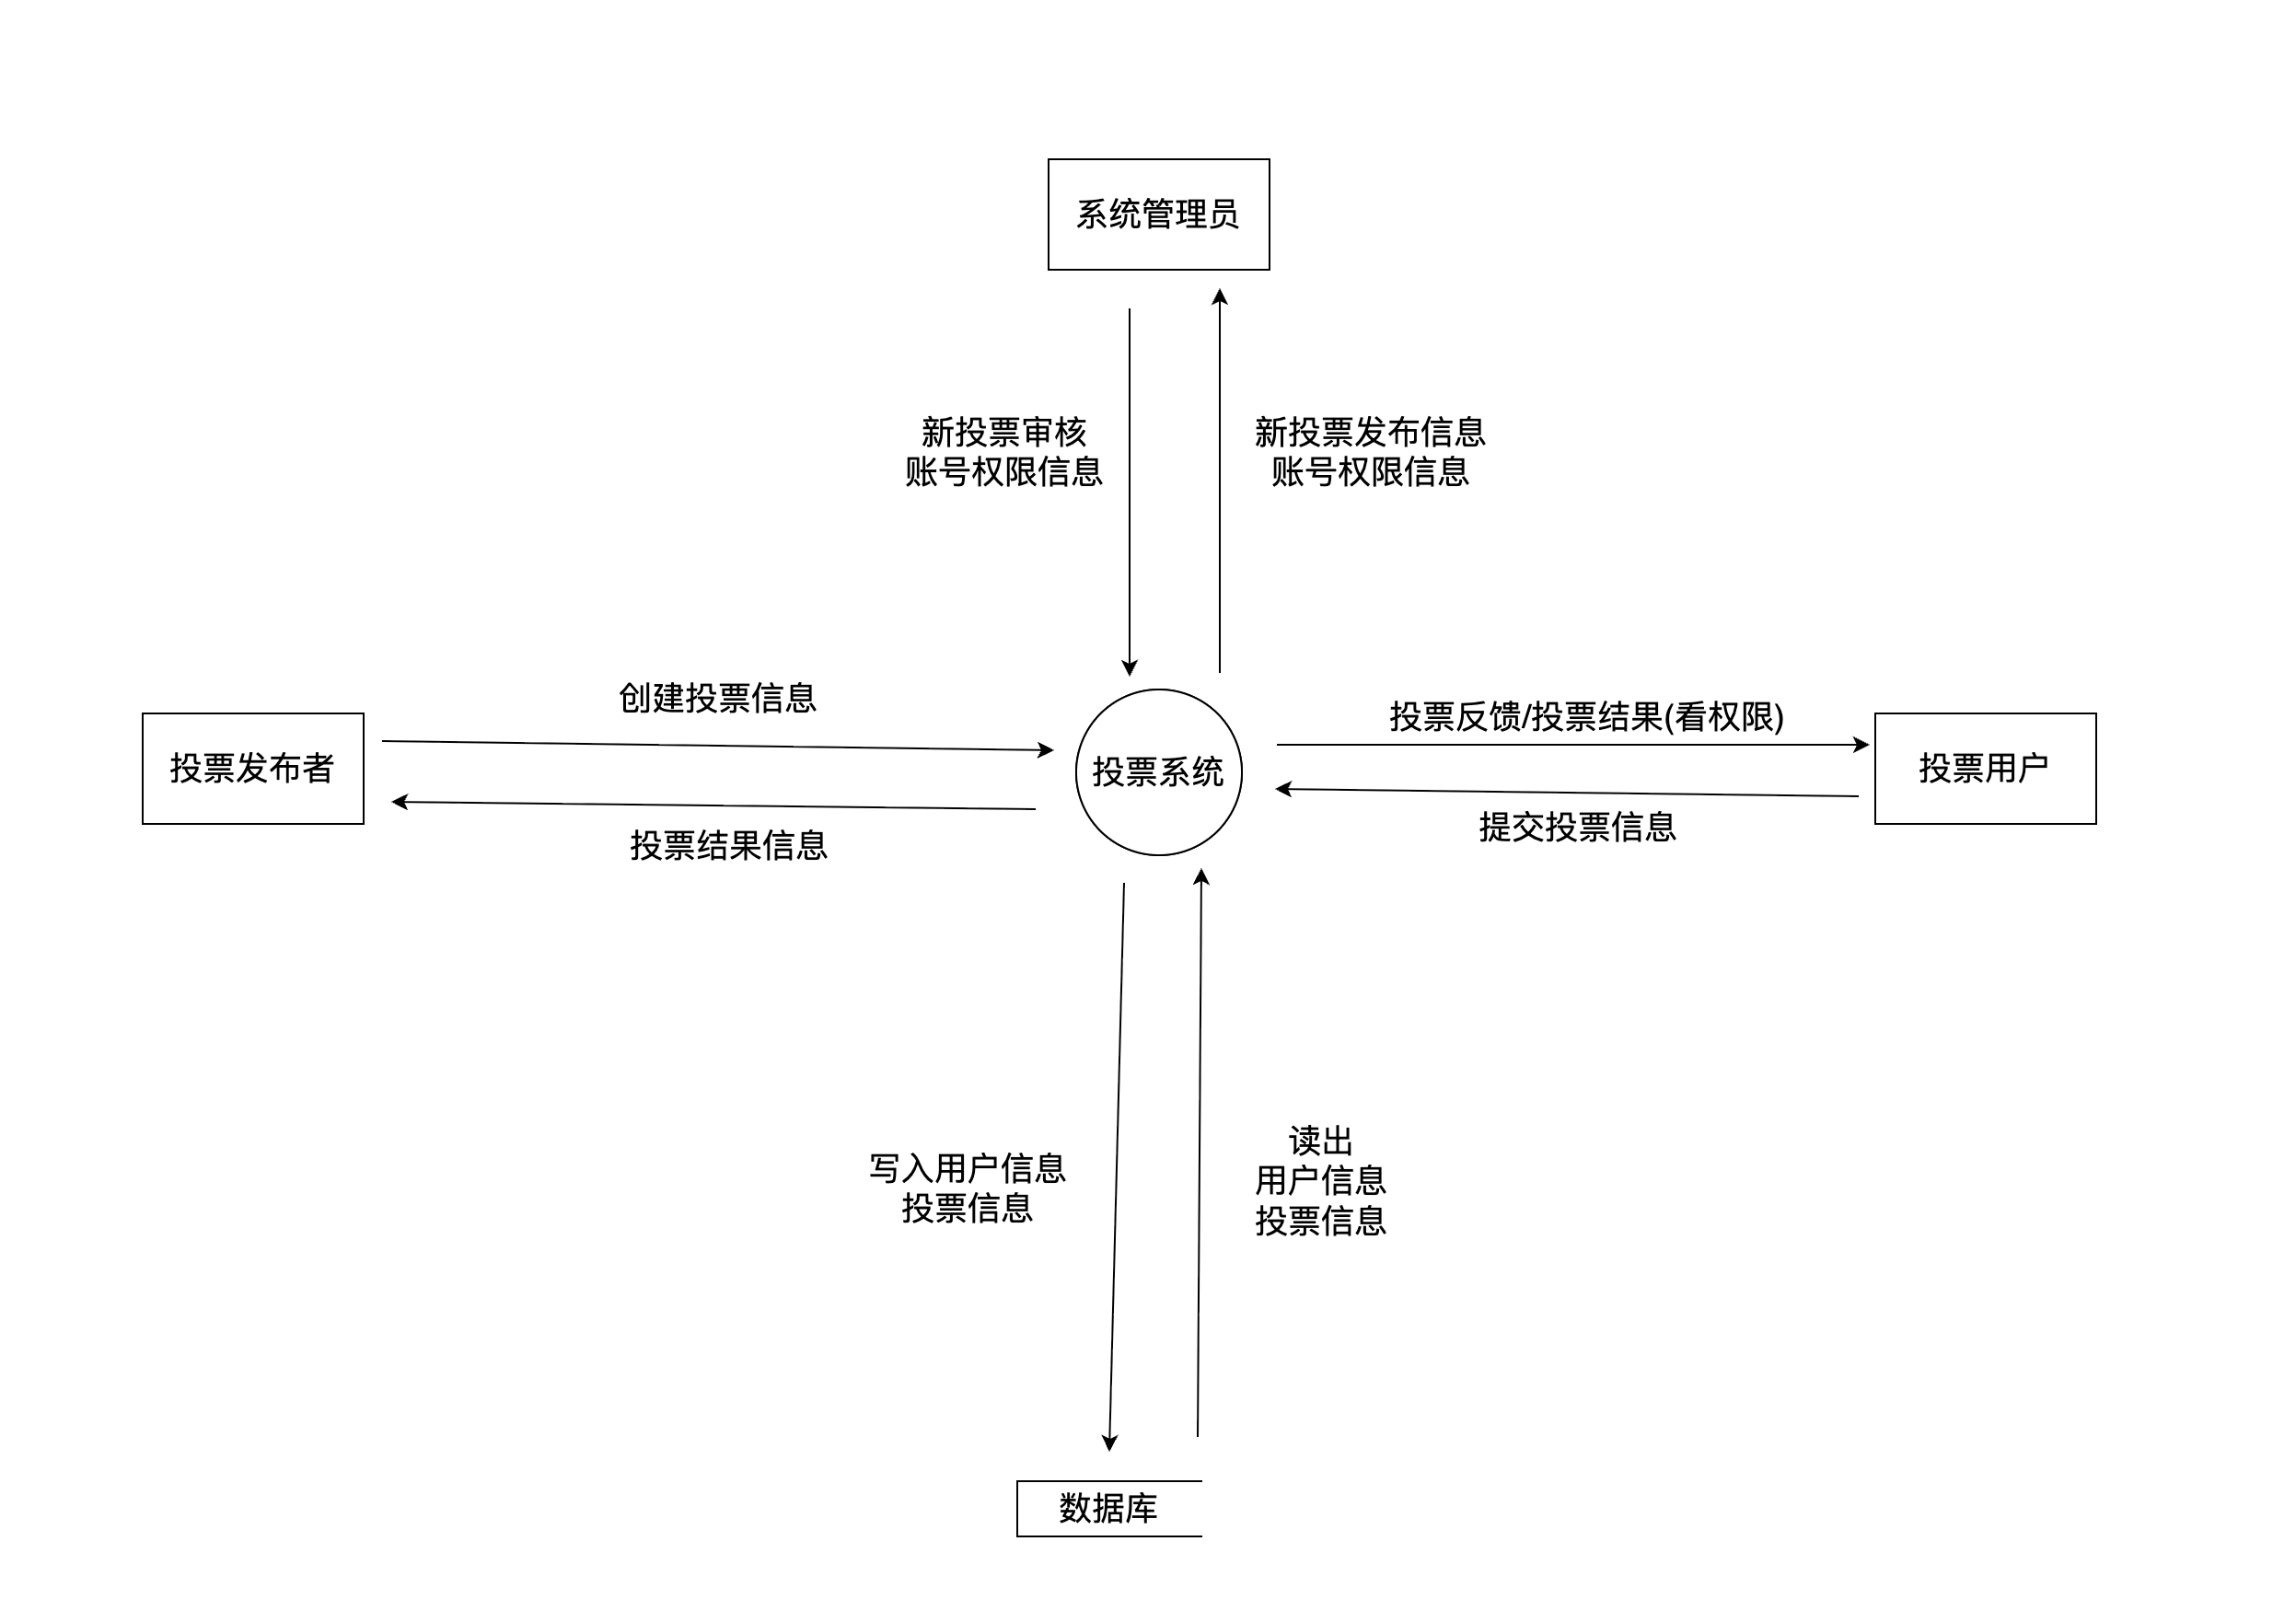 系统管理员
新投票审核
账号权限信息
新投票发布信息
账号权限信息
创建投票信息
投票反馈/投票结果(看权限)
投票发布者
投票系统
投票用户
提交投票信息
投票结果信息
写入用户信息
投票信息
读出
用户信息
投票信息
数据库